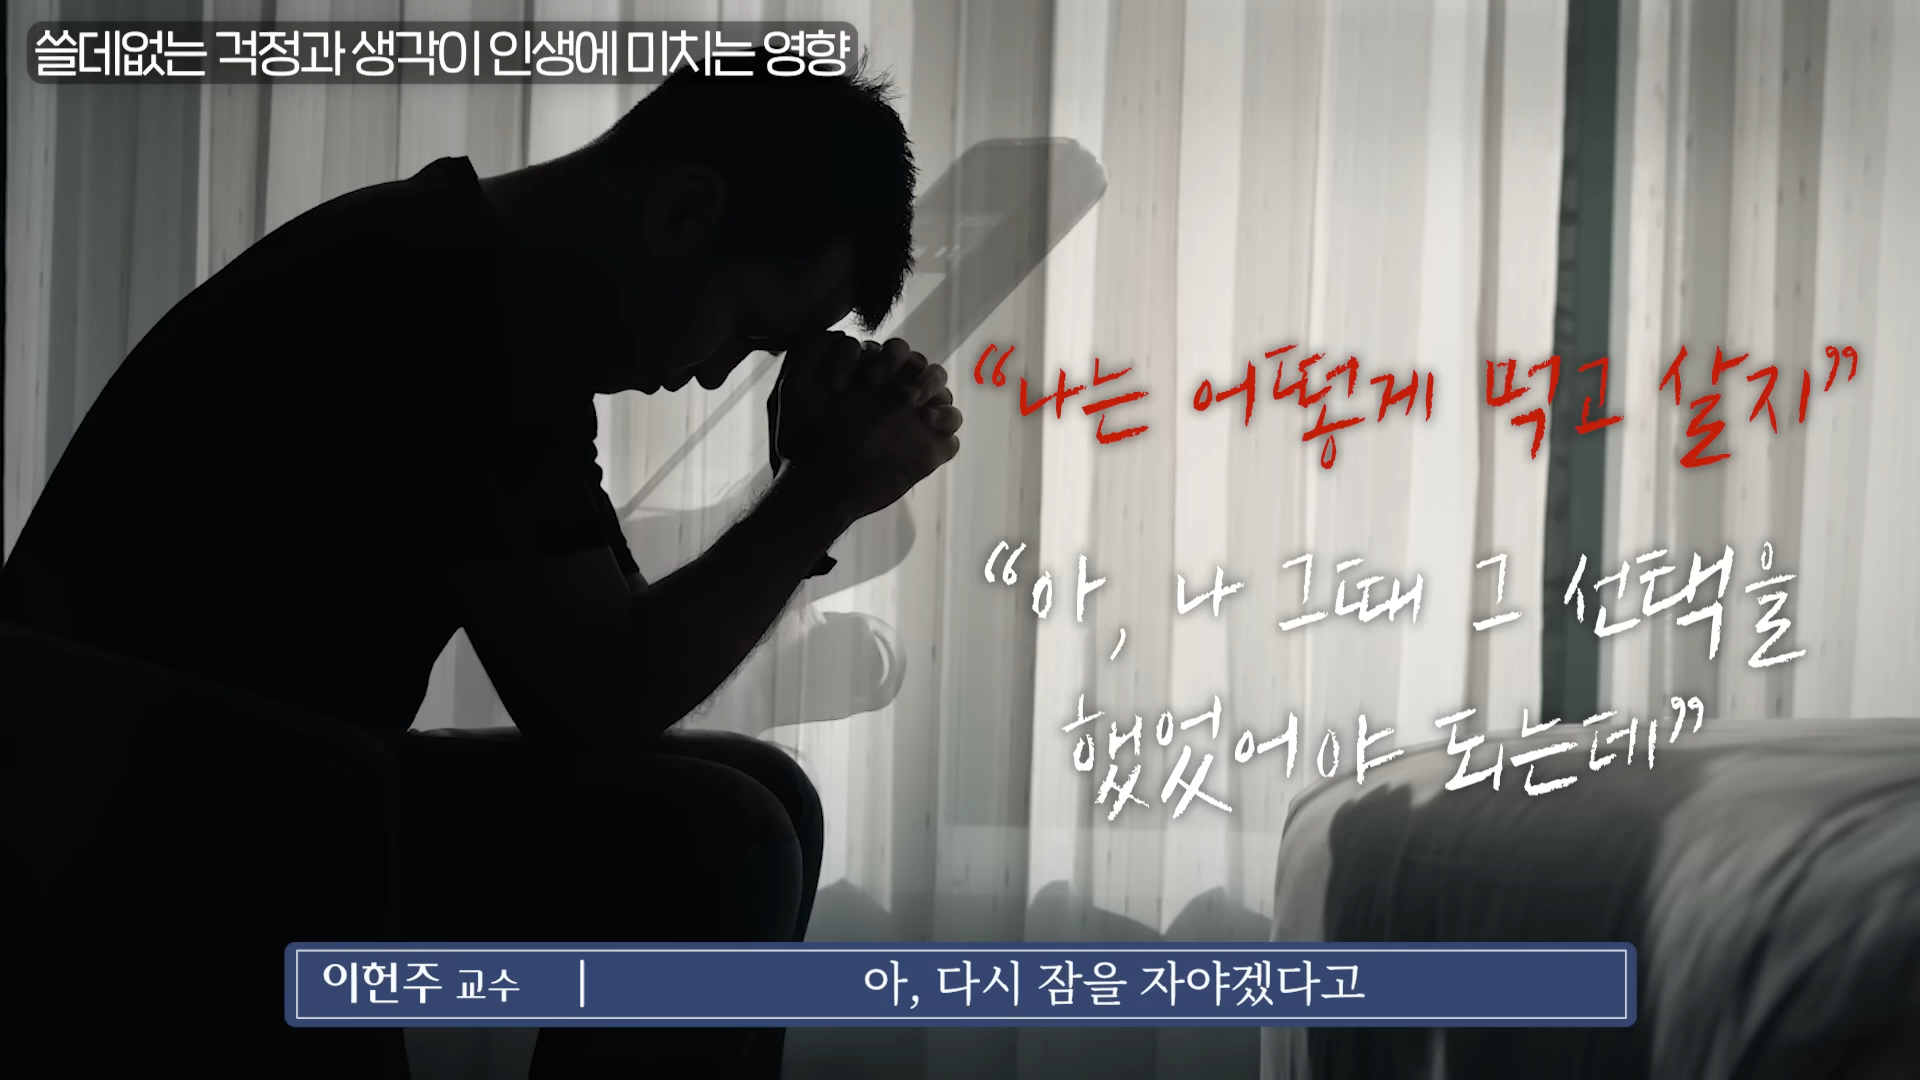 쓸데없는 걱정과 생각이 인생에 미치는 영향
“나는 어떻게 먹고 살지”
“아, 나 그때 그 선택을
했었어야 되는데”
이헌주 교수 | 아, 다시 잠을 자야겠다고